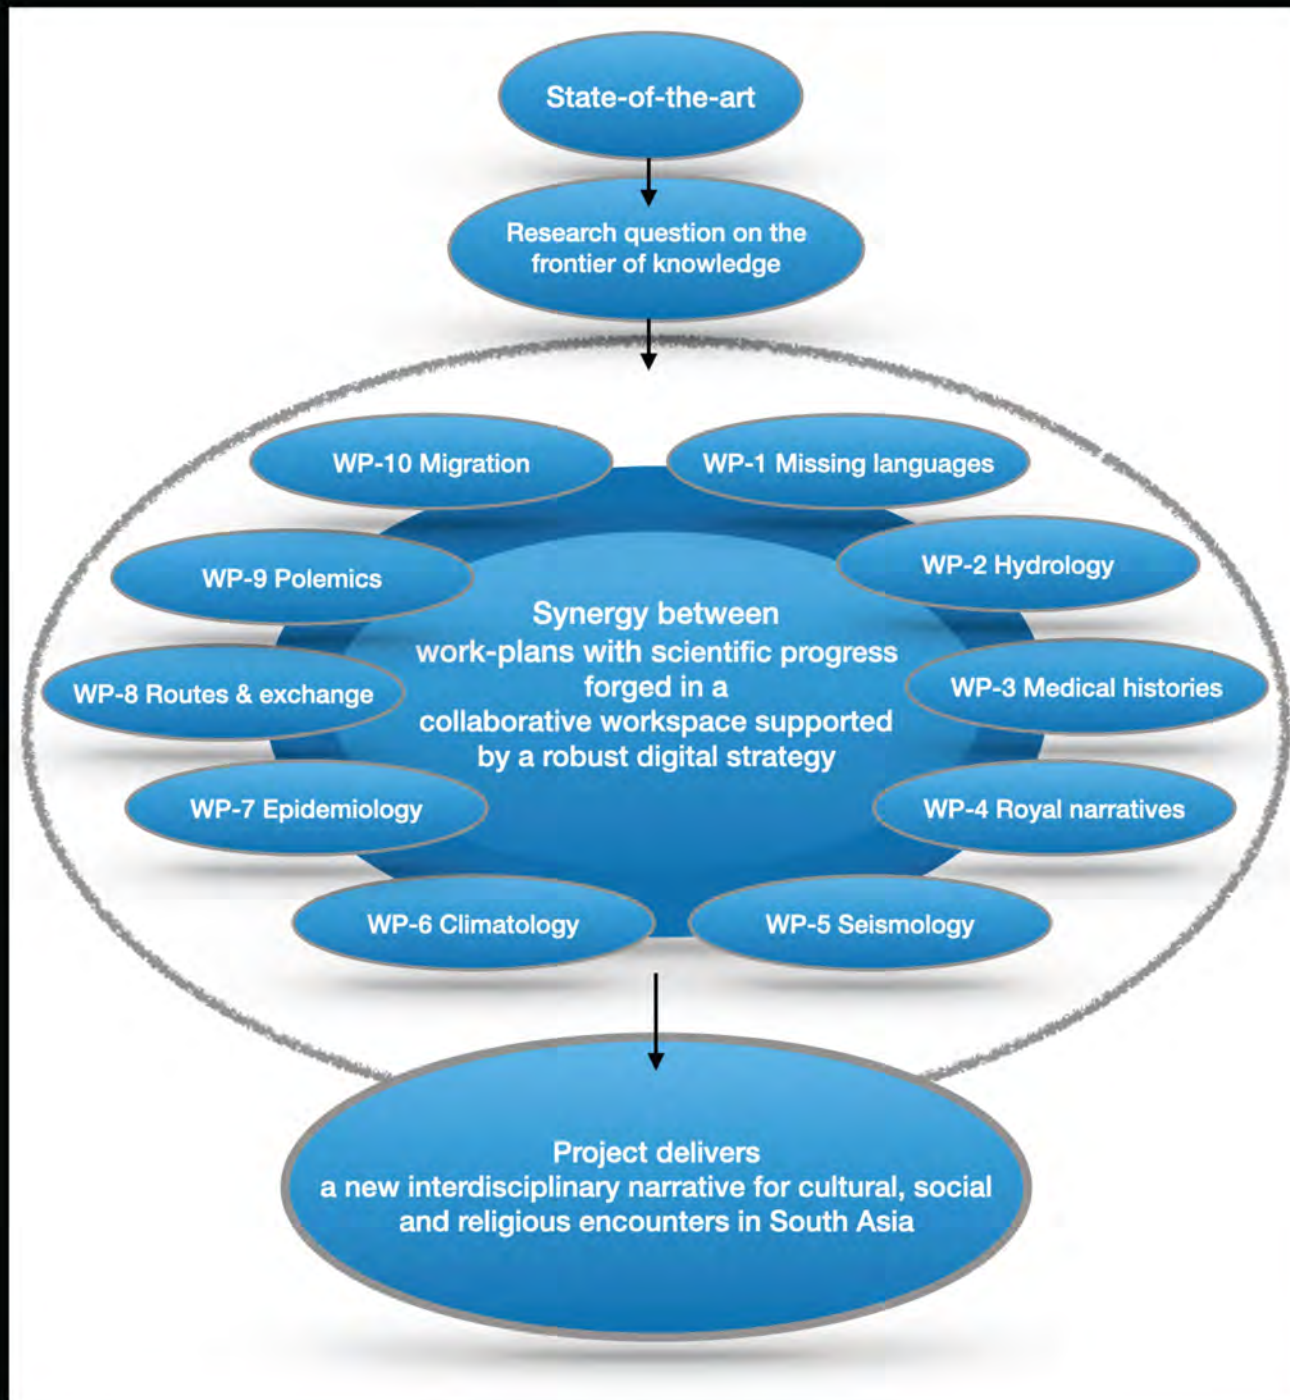 State-of-the-art
Research question on the
frontier of knowledge
WP-10 Migration
WP-1 Missing languages
WP-9 Polemics
WP-2 Hydrology
Synergy between
work-plans with scientific progress
forged in a
collaborative workspace supported
by a robust digital strategy
WP-8 Routes & exchange
WP-3 Medical histories
WP-7 Epidemiology
WP-4 Royal narratives
WP-6 Climatology
WP-5 Seismology
Project delivers
a new interdisciplinary narrative for cultural, social
and religious encounters in South Asia